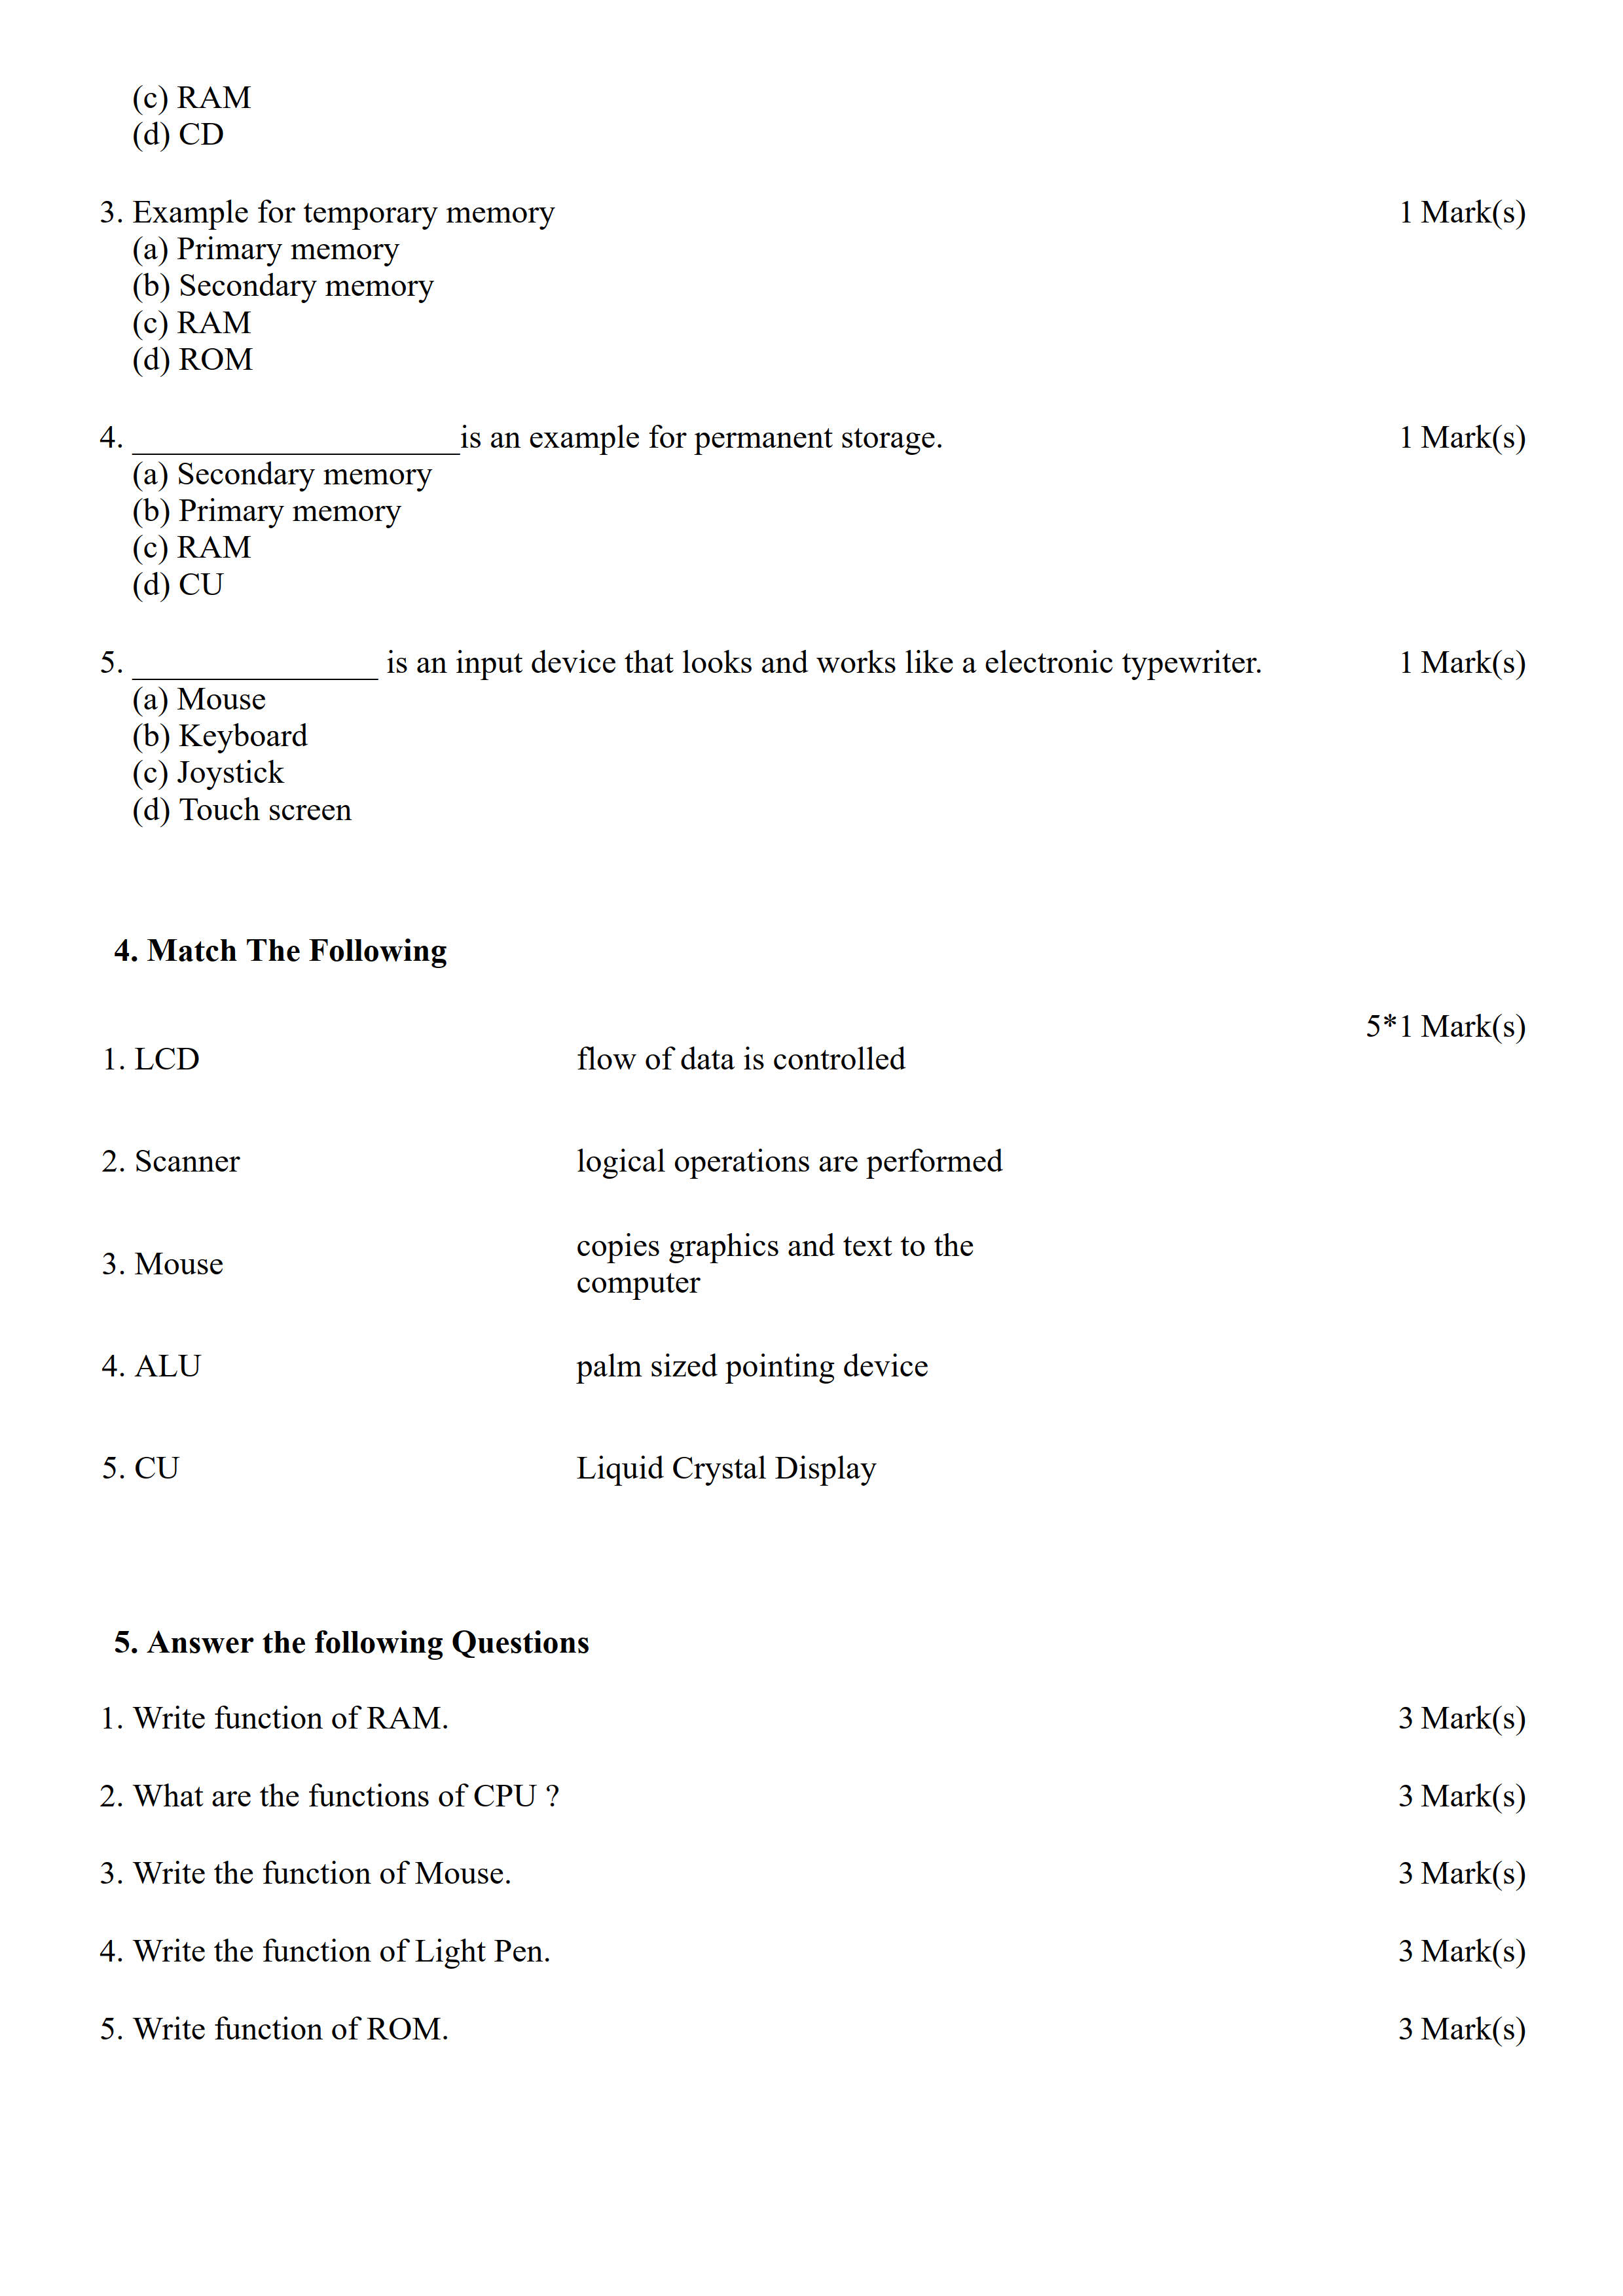 (c) RAM
(d) CD
3. Example for temporary memory 1 Mark(s)
(a) Primary memory
(b) Secondary memory
(c) RAM
(d) ROM
4. ____________________is an example for permanent storage. 1 Mark(s)
(a) Secondary memory
(b) Primary memory
(c) RAM
(d) CU
5. _______________ is an input device that looks and works like a electronic typewriter. 1 Mark(s)
(a) Mouse
(b) Keyboard
(c) Joystick
(d) Touch screen
4. Match The Following
5*1 Mark(s)
1. LCD flow of data is controlled
2. Scanner logical operations are performed
3. Mouse copies graphics and text to the
computer
4. ALU palm sized pointing device
5. CU Liquid Crystal Display
5. Answer the following Questions
1. Write function of RAM. 3 Mark(s)
2. What are the functions of CPU ? 3 Mark(s)
3. Write the function of Mouse. 3 Mark(s)
4. Write the function of Light Pen. 3 Mark(s)
5. Write function of ROM. 3 Mark(s)